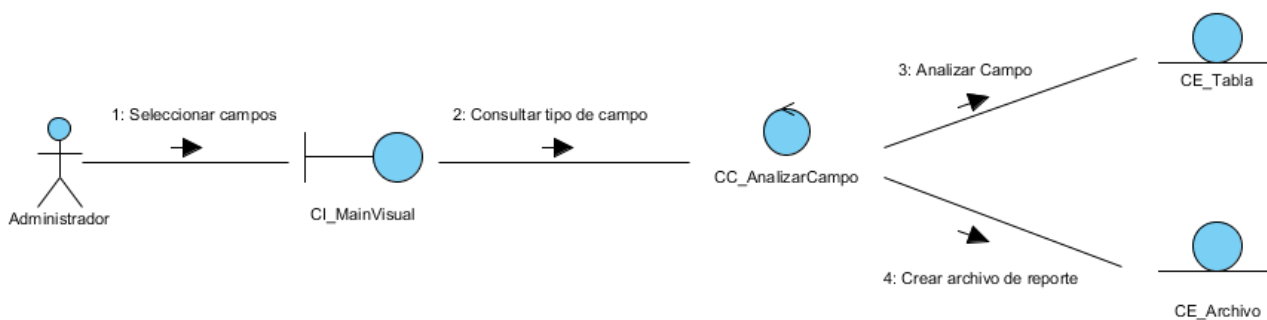 1: Seleccionar campos
2: Consultar tipo de campo
3: Analizar Campo
CE_Tabla
CC_AnalizarCampo
CI_MainVisual
Administrador
4: Crear archivo de reporte
CE_Archivo